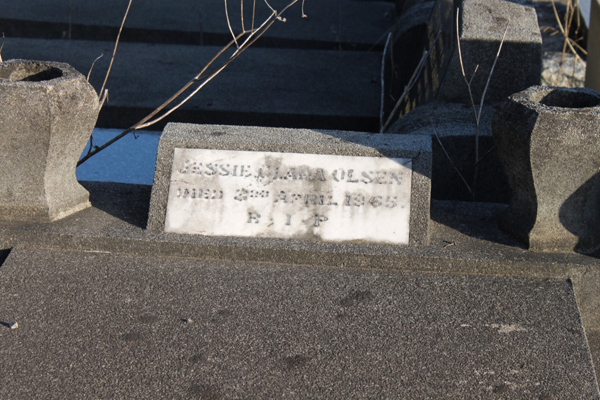 JESSIE CLARA OLSEN
DIED 2ND APRIL 1965.
R.I.P